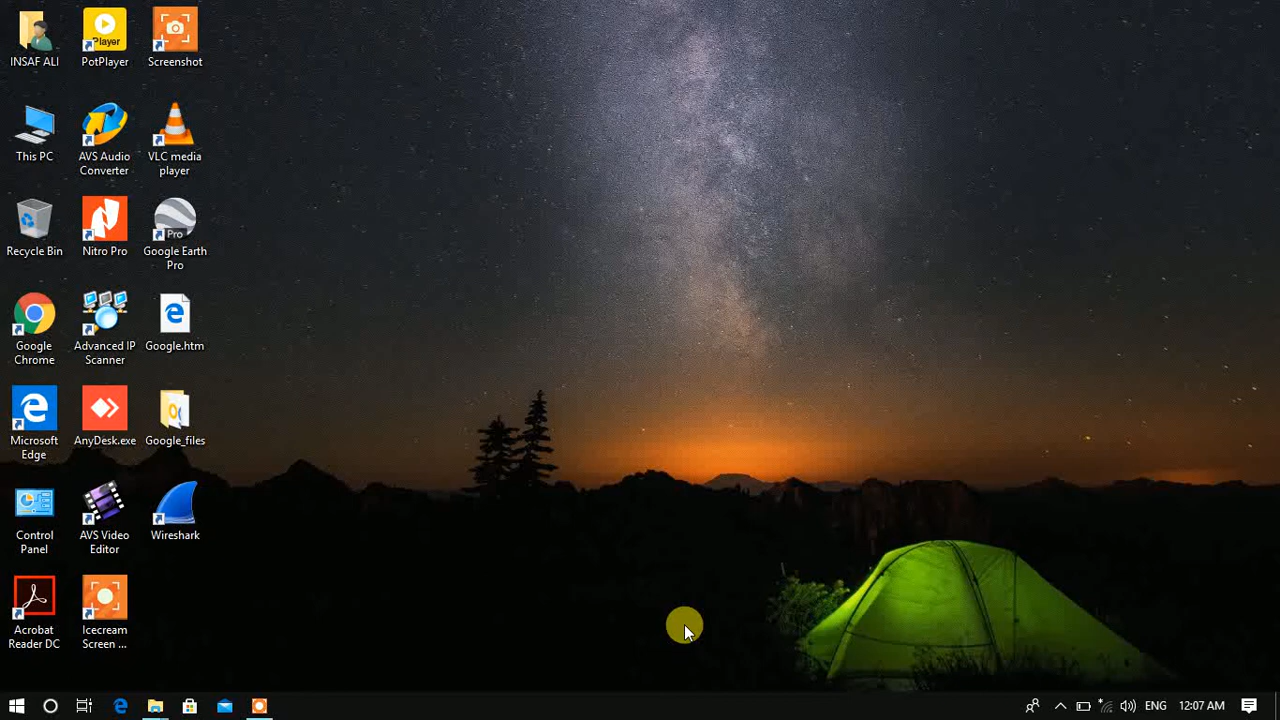 INSAF ALI
Player
PotPlayer
Screenshot
This PC
AVS Audio
Converter
VLC media
player
Recycle Bin
Nitro Pro
Pro
Google Earth
Pro
Google
Chrome
Advanced IP
Scanner
Google.htm
Microsoft
Edge
AnyDesk.exe
Google_files
Control
Panel
AVS Video
Editor
Wireshark
Acrobat
Reader DC
Icecream
Screen ...
ENG
12:07 AM